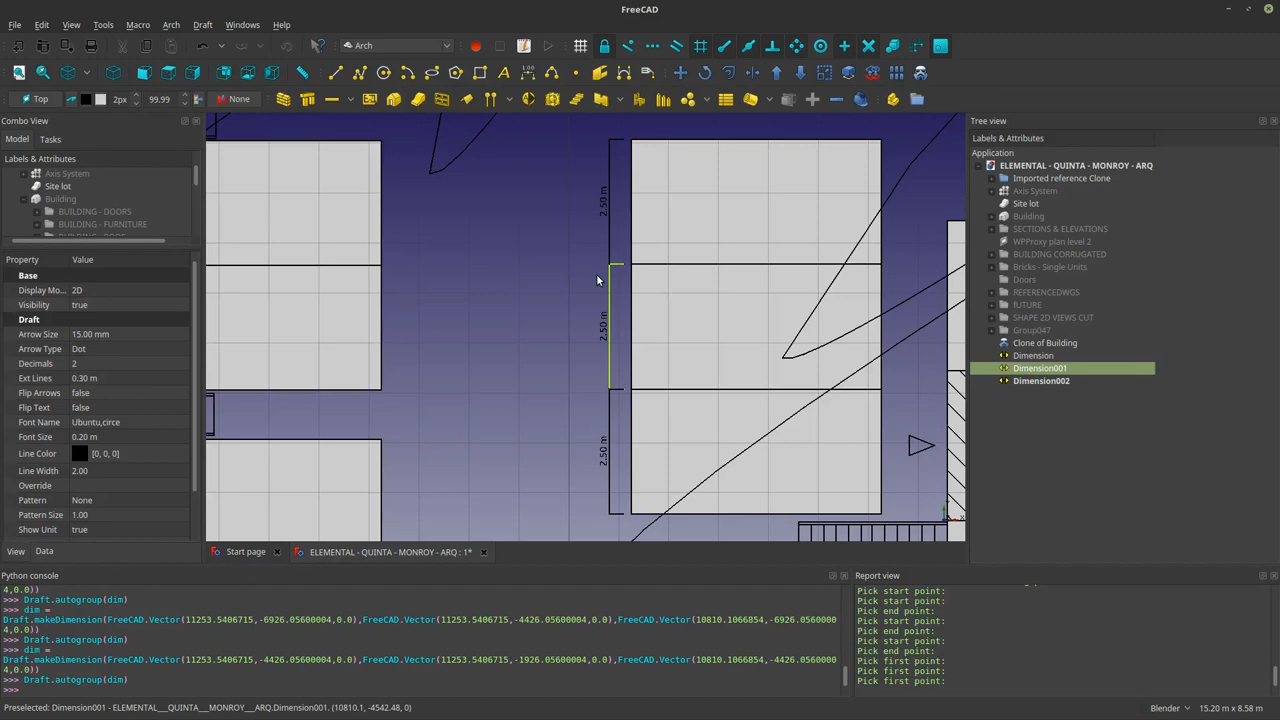 FreeCAD
File Edit View Tools Macro Arch Draft Windows Help
Arch
A 1.00
Top 2px 99.99 None
Combo View
Model Tasks
Labels & Attributes
Axis System
Site lot
Building
BUILDING - DOORS
BUILDING - FURNITURE
Property Value
Base
Display Mo... 2D
Visibility true
Draft
Arrow Size 15.00 mm
Arrow Type Dot
Decimals 2
Ext Lines 0.30 m
Flip Arrows false
Flip Text false
Font Name Ubuntu,circe
Font Size 0.20 m
Line Color [0, 0, 0]
Line Width 2.00
Override
Pattern None
Pattern Size 1.00
Show Unit true
View Data
2.50 m
2.50 m
2.50 m
Start page ELEMENTAL - QUINTA - MONROY - ARQ : 1*
Tree view
Labels & Attributes
Application
ELEMENTAL - QUINTA - MONROY - ARQ
Imported reference Clone
Axis System
Site lot
Building
SECTIONS & ELEVATIONS
WPProxy plan level 2
BUILDING CORRUGATED
Bricks - Single Units
Doors
REFERENCEDWGS
fUTURE
SHAPE 2D VIEWS CUT
Group047
Clone of Building
Dimension
Dimension001
Dimension002
Python console
4,0.0))
>>> Draft.autogroup(dim)
>>> dim =
Draft.makeDimension(FreeCAD.Vector(11253.5406715,-6926.05600004,0.0),FreeCAD.Vector(11253.5406715,-4426.05600004,0.0),FreeCAD.Vector(10810.1066854,-6926.0560000
4,0.0))
>>> Draft.autogroup(dim)
>>> dim =
Draft.makeDimension(FreeCAD.Vector(11253.5406715,-4426.05600004,0.0),FreeCAD.Vector(11253.5406715,-1926.05600004,0.0),FreeCAD.Vector(10810.1066854,-4426.0560000
4,0.0))
>>> Draft.autogroup(dim)
>>>
Report view
Pick start point:
Pick end point:
Pick start point:
Pick end point:
Pick start point:
Pick end point:
Pick first point:
Pick first point:
Pick first point:
Preselected: Dimension001 - ELEMENTAL___QUINTA___MONROY___ARQ.Dimension001. (10810.1, -4542.48, 0)
Blender 15.20 m x 8.58 m